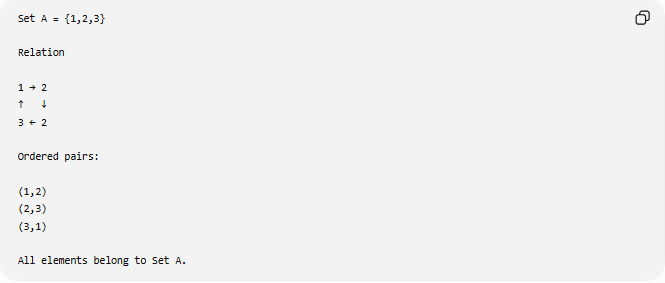 Set A = {1,2,3}
Relation
1 → 2
↑   ↓
3 ← 2
Ordered pairs:
(1,2)
(2,3)
(3,1)
All elements belong to Set A.